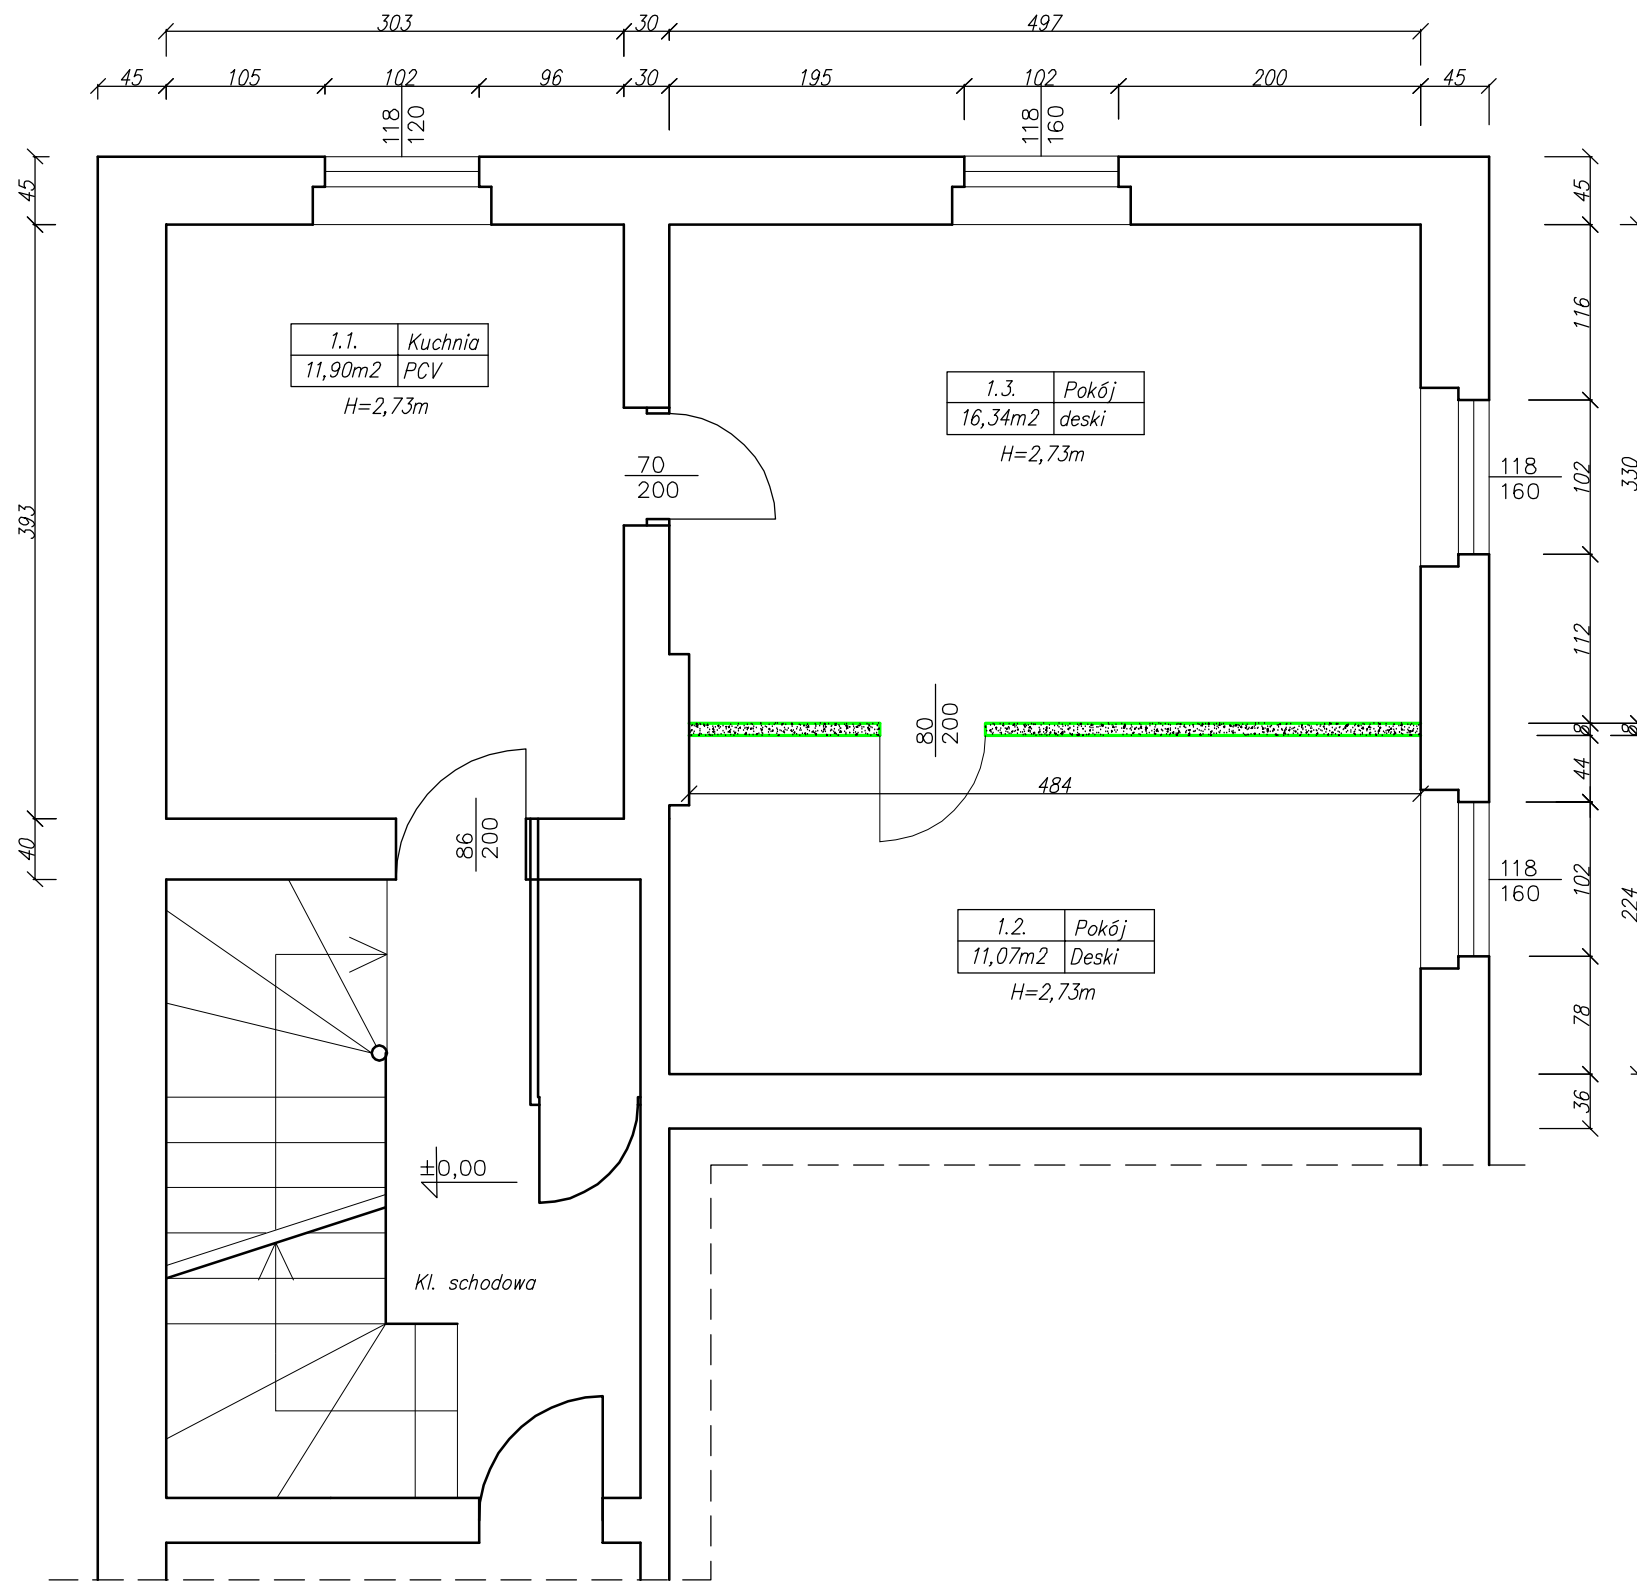 303 30 497
45 105 102 96 30 195 102 200 45
118
120
118
160
45
393
40
45
116
102
112
8
44
102
78
36
330
8
224
1.1. Kuchnia
11,90m2 PCV
H=2,73m
1.3. Pokój
16,34m2 deski
H=2,73m
70
200
118
160
80
200
484
86
200
118
160
1.2. Pokój
11,07m2 Deski
H=2,73m
±0,00
Kl. schodowa